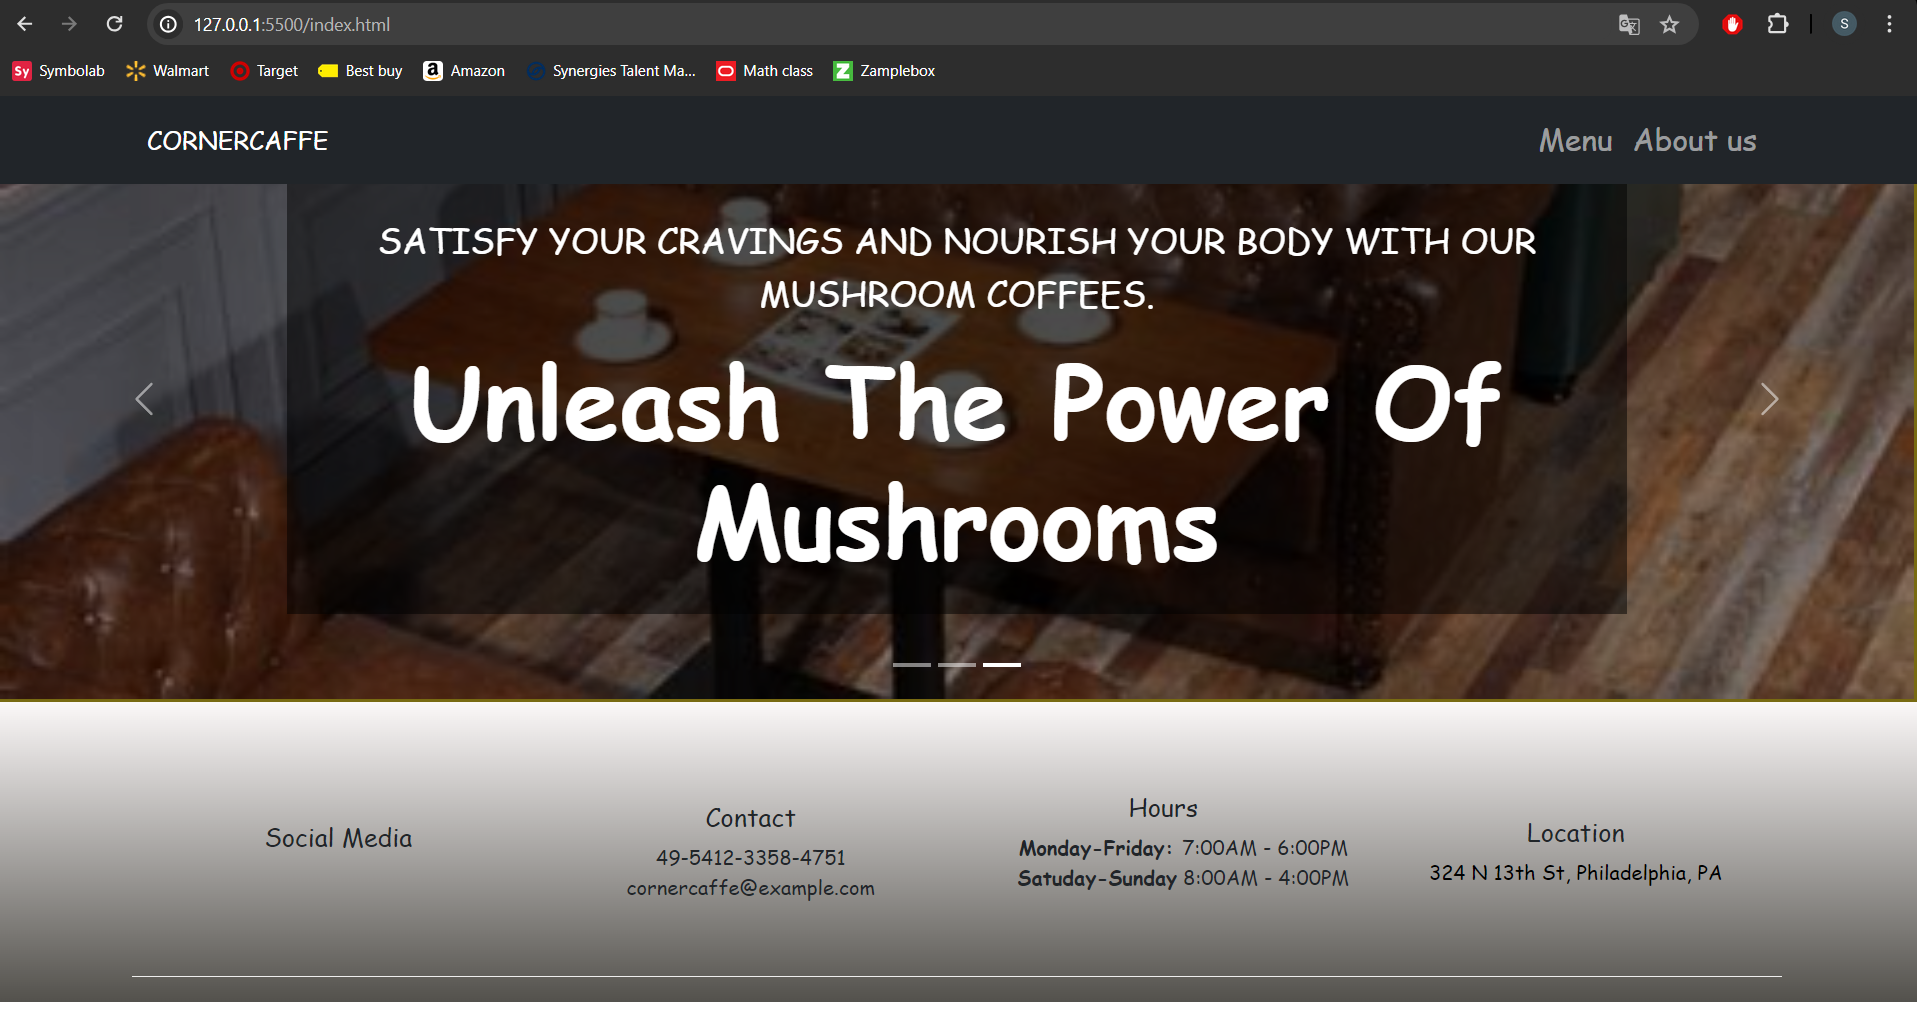 127.0.0.1:5500/index.html
S
Symbolab Walmart Target Best buy Amazon Synergies Talent Ma... Math class Zamplebox
CORNERCAFFE Menu About us
SATISFY YOUR CRAVINGS AND NOURISH YOUR BODY WITH OUR
MUSHROOM COFFEES.
Unleash The Power Of
Mushrooms
Social Media
Contact
49-5412-3358-4751
cornercaffe@example.com
Hours
Monday-Friday: 7:00AM - 6:00PM
Satuday-Sunday 8:00AM - 4:00PM
Location
324 N 13th St, Philadelphia, PA